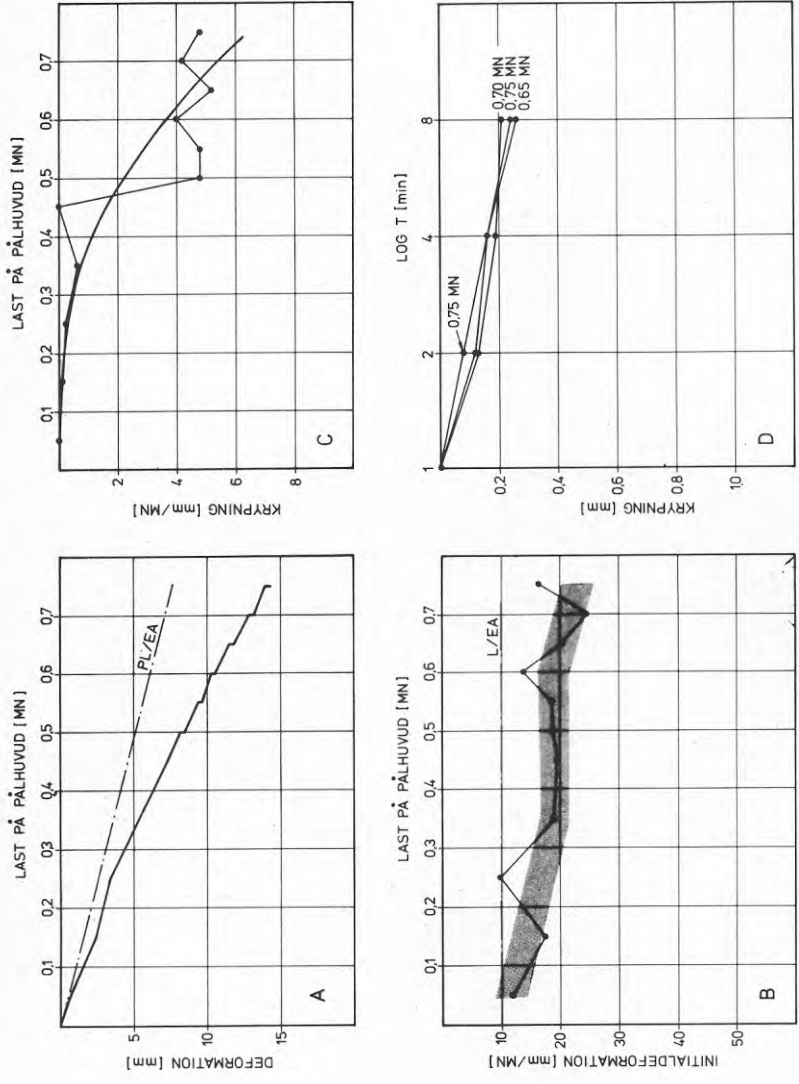 LAST PÅ PÅLHUVUD [MN]
0,1 0,2 0,3 0,4 0,5 0,6 0,7
DEFORMATION [mm]
5
10
15
PL/EA
A
LAST PÅ PÅLHUVUD [MN]
0,1 0,2 0,3 0,4 0,5 0,6 0,7
KRYPNING [mm/MN]
2
4
6
8
C
LAST PÅ PÅLHUVUD [MN]
0,1 0,2 0,3 0,4 0,5 0,6 0,7
INITIALDEFORMATION [mm/MN]
10
20
30
40
50
L/EA
B
LOG T [min]
1 2 4 8
KRYPNING [mm]
0,2
0,4
0,6
0,8
1,0
0,75 MN
0,70 MN
0,75 MN
0,65 MN
D